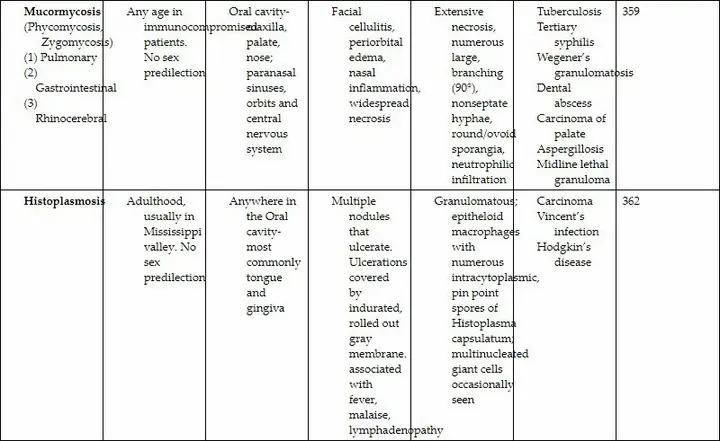 Mucormycosis
(Phycomycosis,
Zygomycosis)
(1) Pulmonary
(2)
Gastrointestinal
(3)
Rhinocerebral
Any age in
immunocompromised
patients.
No sex
predilection
Oral cavity-
maxilla,
palate,
nose;
paranasal
sinuses,
orbits and
central
nervous
system
Facial
cellulitis,
periorbital
edema,
nasal
inflammation,
widespread
necrosis
Extensive
necrosis,
numerous
large,
branching
(90°),
nonseptate
hyphae,
round/ovoid
sporangia,
neutrophilic
infiltration
Tuberculosis
Tertiary
syphilis
Wegener's
granulomatosis
Dental
abscess
Carcinoma of
palate
Aspergillosis
Midline lethal
granuloma
359
Histoplasmosis
Adulthood,
usually in
Mississippi
valley. No
sex
predilection
Anywhere in
the Oral
cavity-
most
commonly
tongue
and
gingiva
Multiple
nodules
that
ulcerate.
Ulcerations
covered
by
indurated,
rolled out
gray
membrane.
associated
with
fever,
malaise,
lymphadenopathy
Granulomatous;
epitheloid
macrophages
with
numerous
intracytoplasmic,
pin point
spores of
Histoplasma
capsulatum;
multinucleated
giant cells
occasionally
seen
Carcinoma
Vincent's
infection
Hodgkin's
disease
362